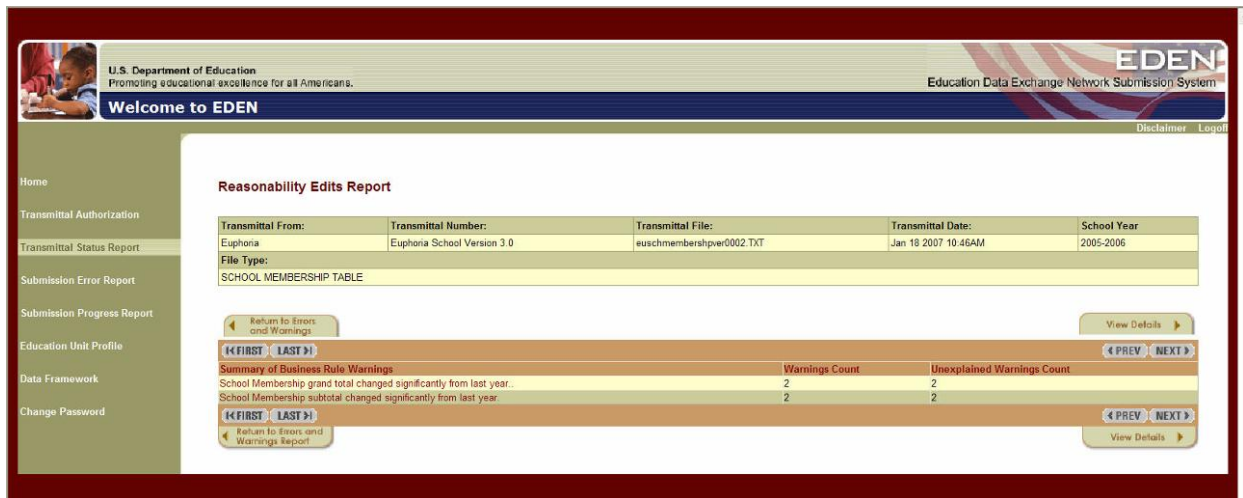 U.S. Department of Education
Promoting educational excellence for all Americans.
EDEN
Education Data Exchange Network Submission System
Welcome to EDEN
Disclaimer Logoff
Home
Transmittal Authorization
Transmittal Status Report
Submission Error Report
Submission Progress Report
Education Unit Profile
Data Framework
Change Password
Reasonability Edits Report
Transmittal From: Transmittal Number: Transmittal File: Transmittal Date: School Year
Euphoria Euphoria School Version 3.0 euschmembershpver0002.TXT Jan 18 2007 10:46AM 2005-2006
File Type:
SCHOOL MEMBERSHIP TABLE
Return to Errors
and Warnings
View Details
FIRST LAST PREV NEXT
Summary of Business Rule Warnings Warnings Count Unexplained Warnings Count
School Membership grand total changed significantly from last year.. 2 2
School Membership subtotal changed significantly from last year. 2 2
FIRST LAST PREV NEXT
Return to Errors and
Warnings Report
View Details